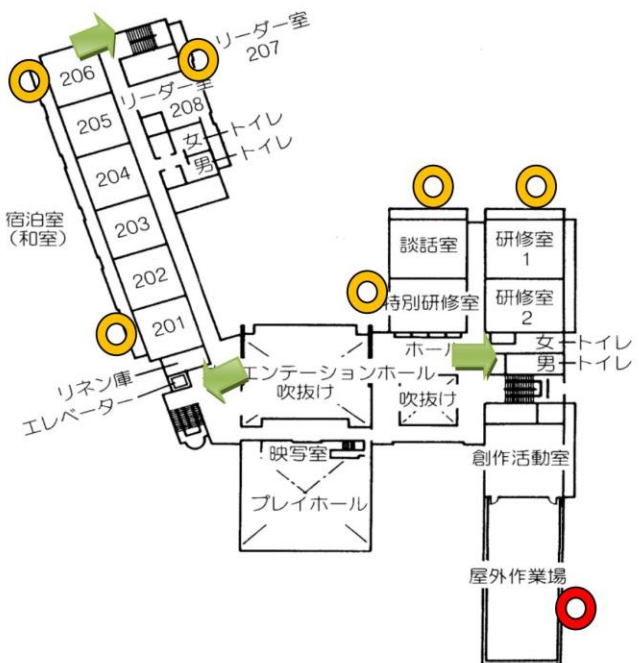 リーダー室
207
206
リーダー室
208
205
女
トイレ
男
トイレ
204
宿泊室
(和室)
203
202
201
リネン庫
エレベーター
談話室
研修室
1
特別研修室
研修室
2
女
トイレ
ホール
男
トイレ
エンテーションホール
吹抜け
吹抜け
映写室
プレイホール
創作活動室
屋外作業場